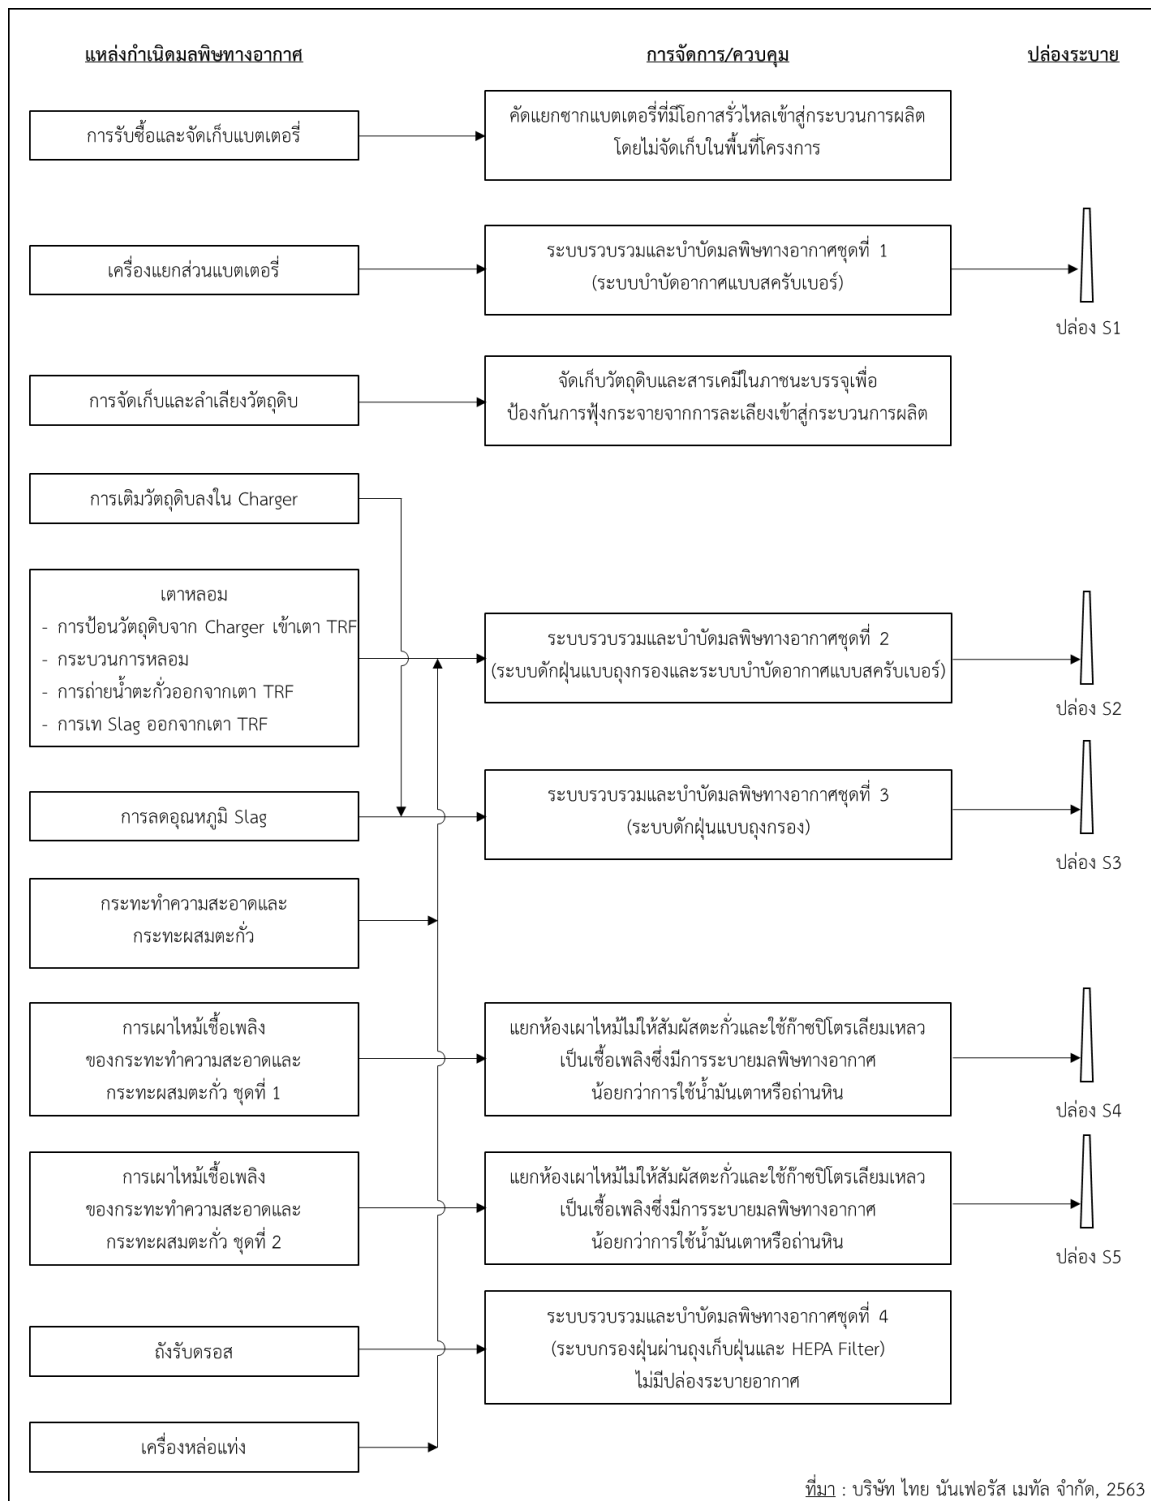 แหล่งกำเนิดมลพิษทางอากาศ
การจัดการ/ควบคุม
ปล่องระบาย
การรับซื้อและจัดเก็บแบตเตอรี่
คัดแยกซากแบตเตอรี่ที่มีโอกาสรั่วไหลเข้าสู่กระบวนการผลิต
โดยไม่จัดเก็บในพื้นที่โครงการ
เครื่องแยกส่วนแบตเตอรี่
ระบบรวบรวมและบำบัดมลพิษทางอากาศชุดที่ 1
(ระบบบำบัดอากาศแบบสครับเบอร์)
ปล่อง S1
การจัดเก็บและลำเลียงวัตถุดิบ
จัดเก็บวัตถุดิบและสารเคมีในภาชนะบรรจุเพื่อ
ป้องกันการฟุ้งกระจายจากการละเลียงเข้าสู่กระบวนการผลิต
การเติมวัตถุดิบลงใน Charger
เตาหลอม
- การป้อนวัตถุดิบจาก Charger เข้าเตา TRF
- กระบวนการหลอม
- การถ่ายน้ำตะกั่วออกจากเตา TRF
- การเท Slag ออกจากเตา TRF
ระบบรวบรวมและบำบัดมลพิษทางอากาศชุดที่ 2
(ระบบดักฝุ่นแบบถุงกรองและระบบบำบัดอากาศแบบสครับเบอร์)
ปล่อง S2
การลดอุณหภูมิ Slag
ระบบรวบรวมและบำบัดมลพิษทางอากาศชุดที่ 3
(ระบบดักฝุ่นแบบถุงกรอง)
ปล่อง S3
กระทะทำความสะอาดและ
กระทะผสมตะกั่ว
การเผาไหม้เชื้อเพลิง
ของกระทะทำความสะอาดและ
กระทะผสมตะกั่ว ชุดที่ 1
แยกห้องเผาไหม้ไม่ให้สัมผัสตะกั่วและใช้ก๊าซปิโตรเลียมเหลว
เป็นเชื้อเพลิงซึ่งมีการระบายมลพิษทางอากาศ
น้อยกว่าการใช้น้ำมันเตาหรือถ่านหิน
ปล่อง S4
การเผาไหม้เชื้อเพลิง
ของกระทะทำความสะอาดและ
กระทะผสมตะกั่ว ชุดที่ 2
แยกห้องเผาไหม้ไม่ให้สัมผัสตะกั่วและใช้ก๊าซปิโตรเลียมเหลว
เป็นเชื้อเพลิงซึ่งมีการระบายมลพิษทางอากาศ
น้อยกว่าการใช้น้ำมันเตาหรือถ่านหิน
ปล่อง S5
ถังรับดรอส
ระบบรวบรวมและบำบัดมลพิษทางอากาศชุดที่ 4
(ระบบกรองฝุ่นผ่านถุงเก็บฝุ่นและ HEPA Filter)
ไม่มีปล่องระบายอากาศ
เครื่องหล่อแท่ง
ที่มา : บริษัท ไทย นันเฟอรัส เมทัล จำกัด, 2563